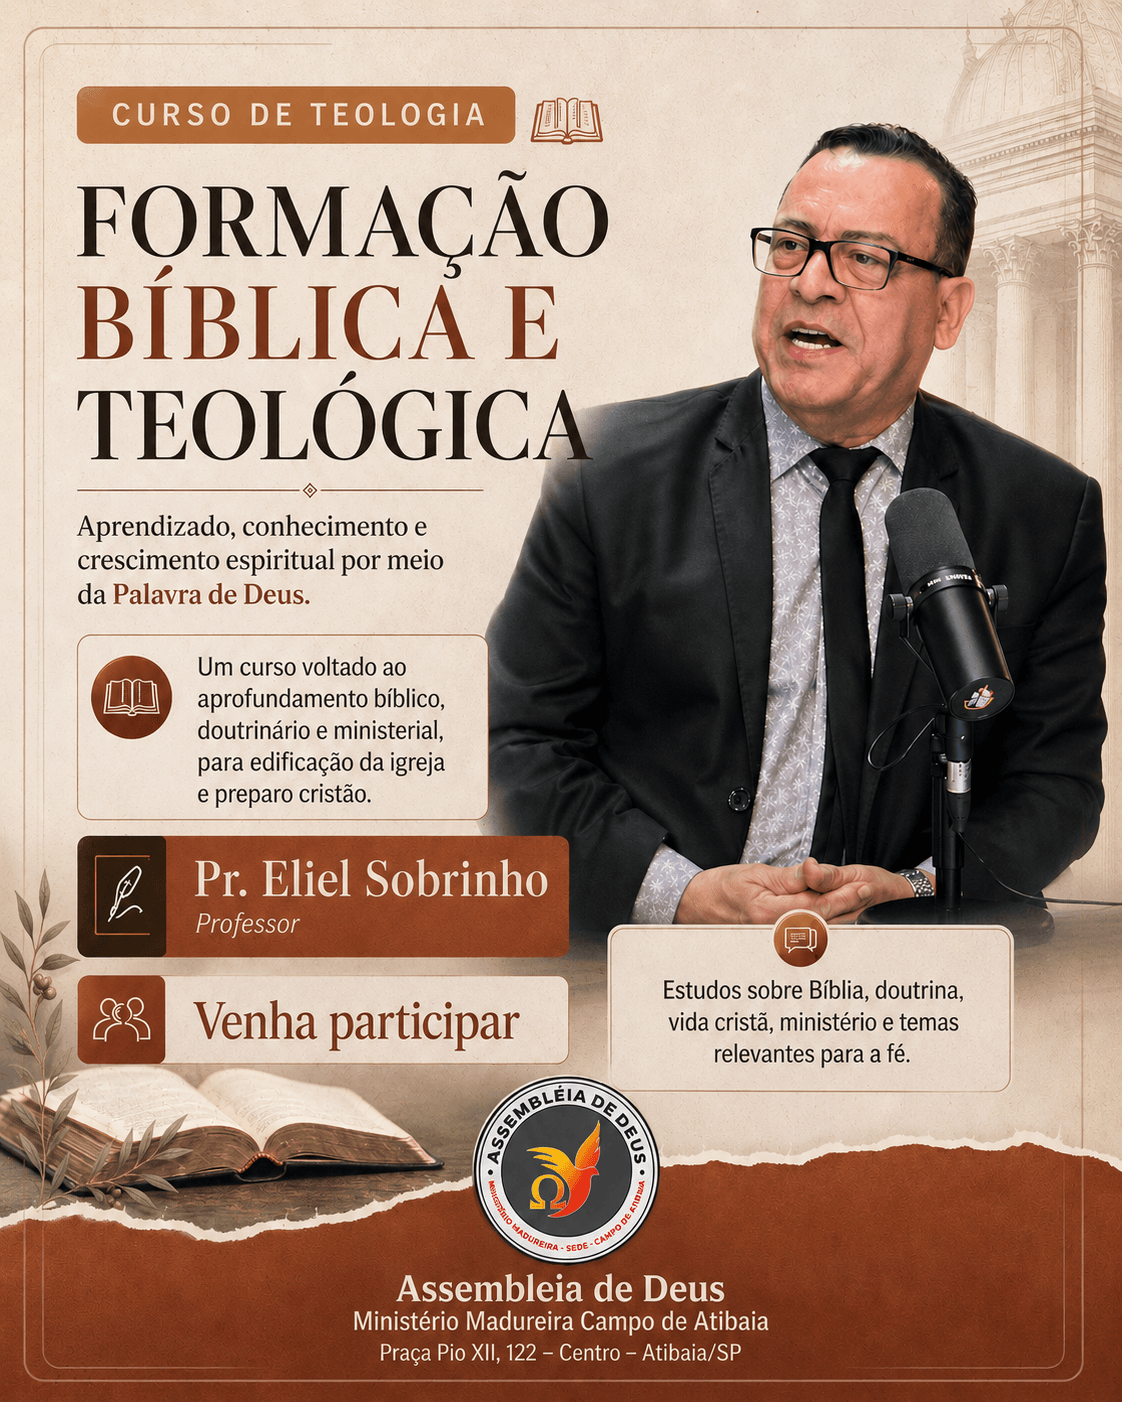 CURSO DE TEOLOGIA
FORMAÇÃO
BÍBLICA E
TEOLÓGICA
Aprendizado, conhecimento e
crescimento espiritual por meio
da Palavra de Deus.
Um curso voltado ao
aprofundamento bíblico,
doutrinário e ministerial,
para edificação da igreja
e preparo cristão.
Pr. Eliel Sobrinho
Professor
Venha participar
Estudos sobre Bíblia, doutrina,
vida cristã, ministério e temas
relevantes para a fé.
ASSEMBLÉIA DE DEUS
MINISTÉRIO MADUREIRA - SEDE - CAMPO DE ATIBAIA
Assembleia de Deus
Ministério Madureira Campo de Atibaia
Praça Pio XII, 122 – Centro – Atibaia/SP